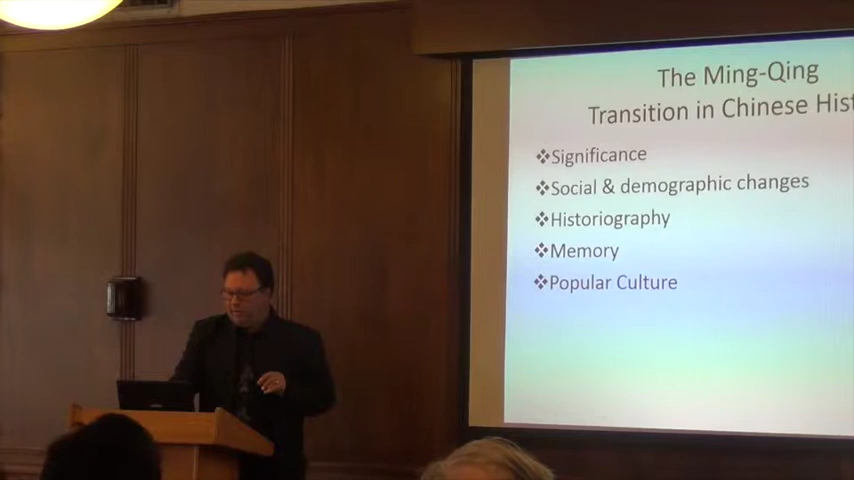 The Ming-Qing
Transition in Chinese Hist
❖Significance
❖Social & demographic changes
❖Historiography
❖Memory
❖Popular Culture